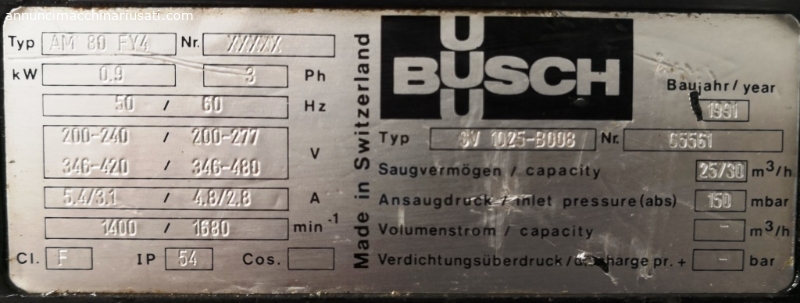 annuncimacchinariusati.com
Typ AM 80 FY4 Nr. YYYYX
kW 0.9 3 Ph
50 / 60 Hz
200-240 / 200-277
346-420 / 346-480 V
5.4/3.1 / 4.8/2.8 A
1400 / 1680 min-1
Cl. F IP 54 Cos.
Made in Switzerland
BUSCH
UUU
Baujahr / year
1991
Typ SV 1025-B008 Nr. C5561
Saugvermögen / capacity 25/30 m³/h
Ansaugdruck / inlet pressure (abs) 150 mbar
Volumenstrom / capacity - m³/h
Verdichtungsüberdruck / discharge pr. + - bar